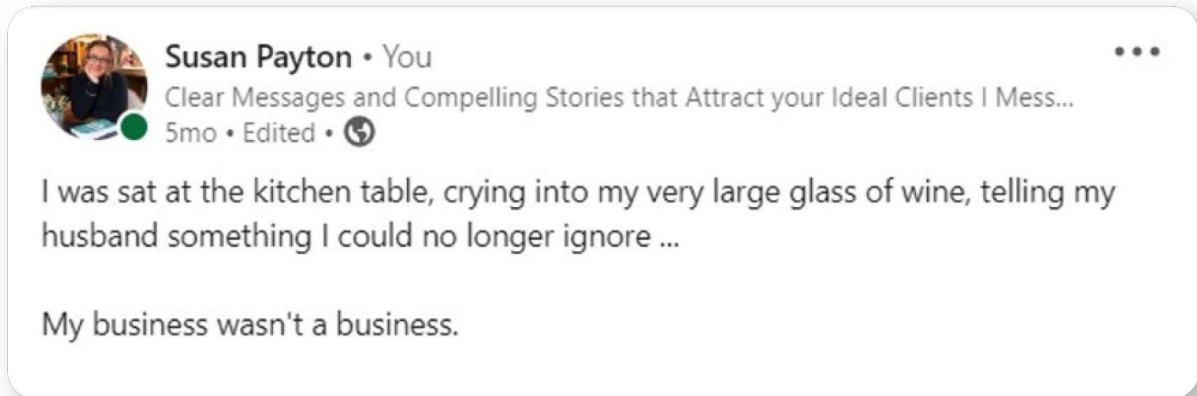 Susan Payton • You
Clear Messages and Compelling Stories that Attract your Ideal Clients I Mess...
5mo • Edited •
I was sat at the kitchen table, crying into my very large glass of wine, telling my
husband something I could no longer ignore ...
My business wasn't a business.